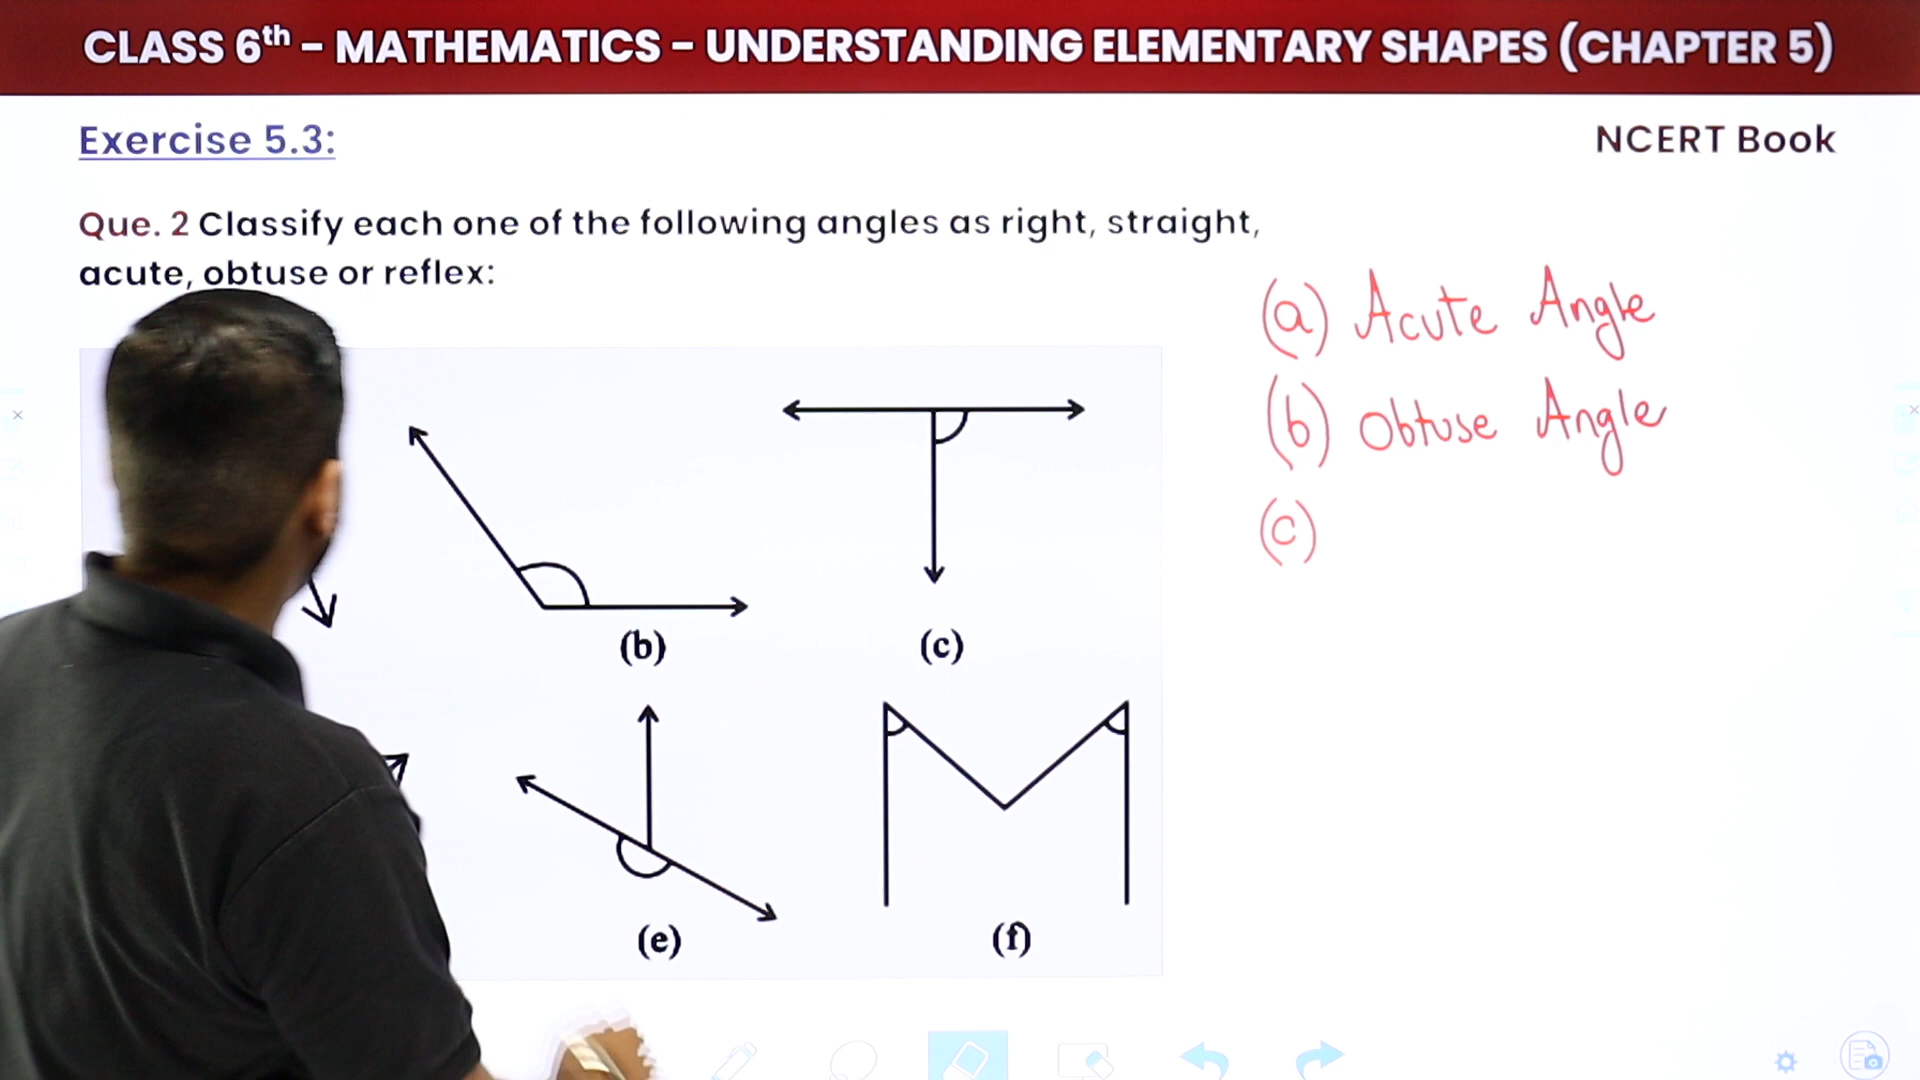 CLASS 6th – MATHEMATICS – UNDERSTANDING ELEMENTARY SHAPES (CHAPTER 5)
Exercise 5.3:
NCERT Book
Que. 2 Classify each one of the following angles as right, straight,
acute, obtuse or reflex:
(a) Acute Angle
(b) Obtuse Angle
(c)
(b)
(c)
(e)
(f)